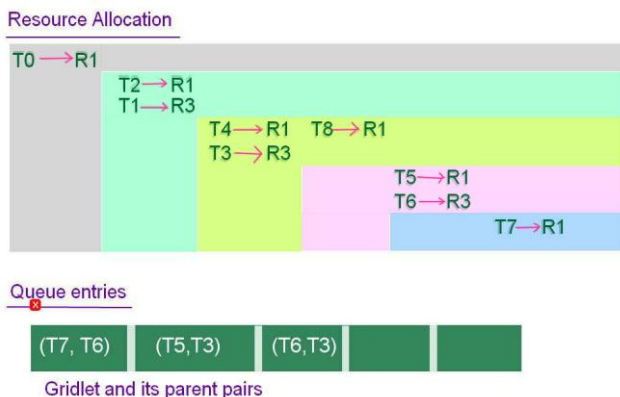 Resource Allocation
T0 → R1
T2 → R1
T1 → R3
T4 → R1 T8 → R1
T3 → R3
T5 → R1
T6 → R3
T7 → R1
Queue entries
x
(T7, T6) (T5,T3) (T6,T3)
Gridlet and its parent pairs